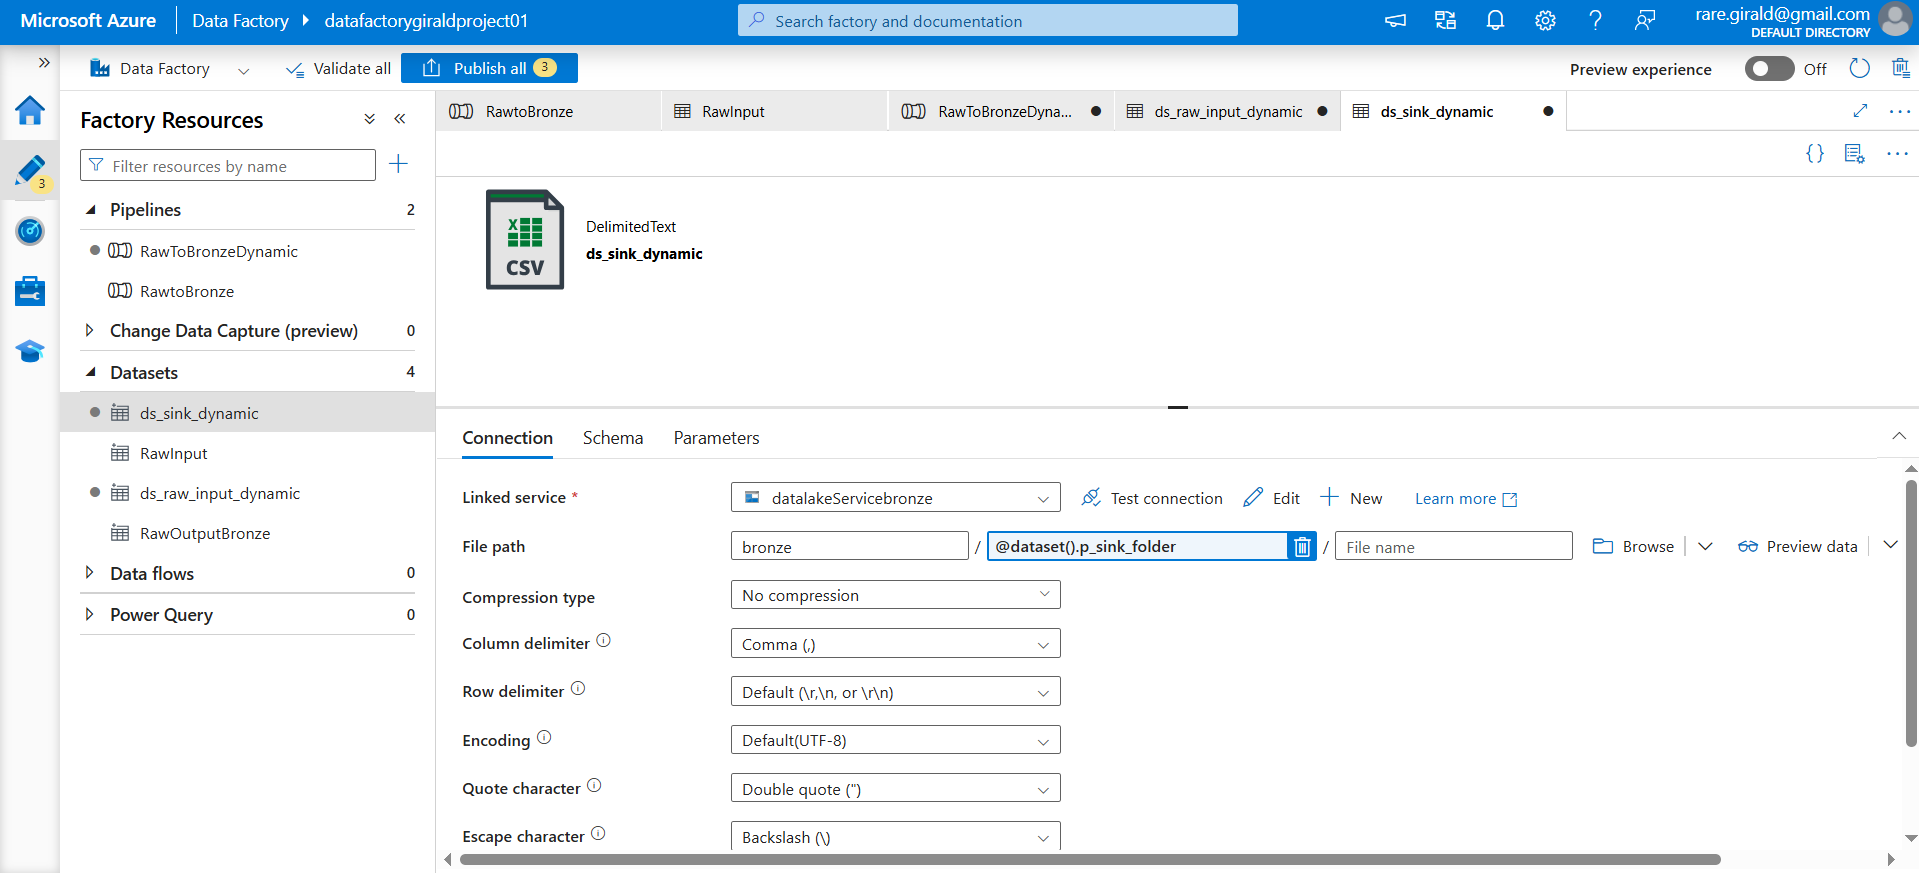 Microsoft Azure
Data Factory
datafactorygiraldproject01
Search factory and documentation
rare.girald@gmail.com
DEFAULT DIRECTORY
Data Factory
Validate all
Publish all
3
Preview experience
Off
Factory Resources
Filter resources by name
3
Pipelines
2
RawToBronzeDynamic
RawtoBronze
Change Data Capture (preview)
0
Datasets
4
ds_sink_dynamic
RawInput
ds_raw_input_dynamic
RawOutputBronze
Data flows
0
Power Query
0
RawtoBronze
RawInput
RawToBronzeDyna...
ds_raw_input_dynamic
ds_sink_dynamic
{}
X
CSV
DelimitedText
ds_sink_dynamic
Connection
Schema
Parameters
Linked service *
datalakeServicebronze
Test connection
Edit
New
Learn more
File path
bronze
/
@dataset().p_sink_folder
/
File name
Browse
Preview data
Compression type
No compression
Column delimiter
Comma (,)
Row delimiter
Default (\r,\n, or \r\n)
Encoding
Default(UTF-8)
Quote character
Double quote (")
Escape character
Backslash (\)